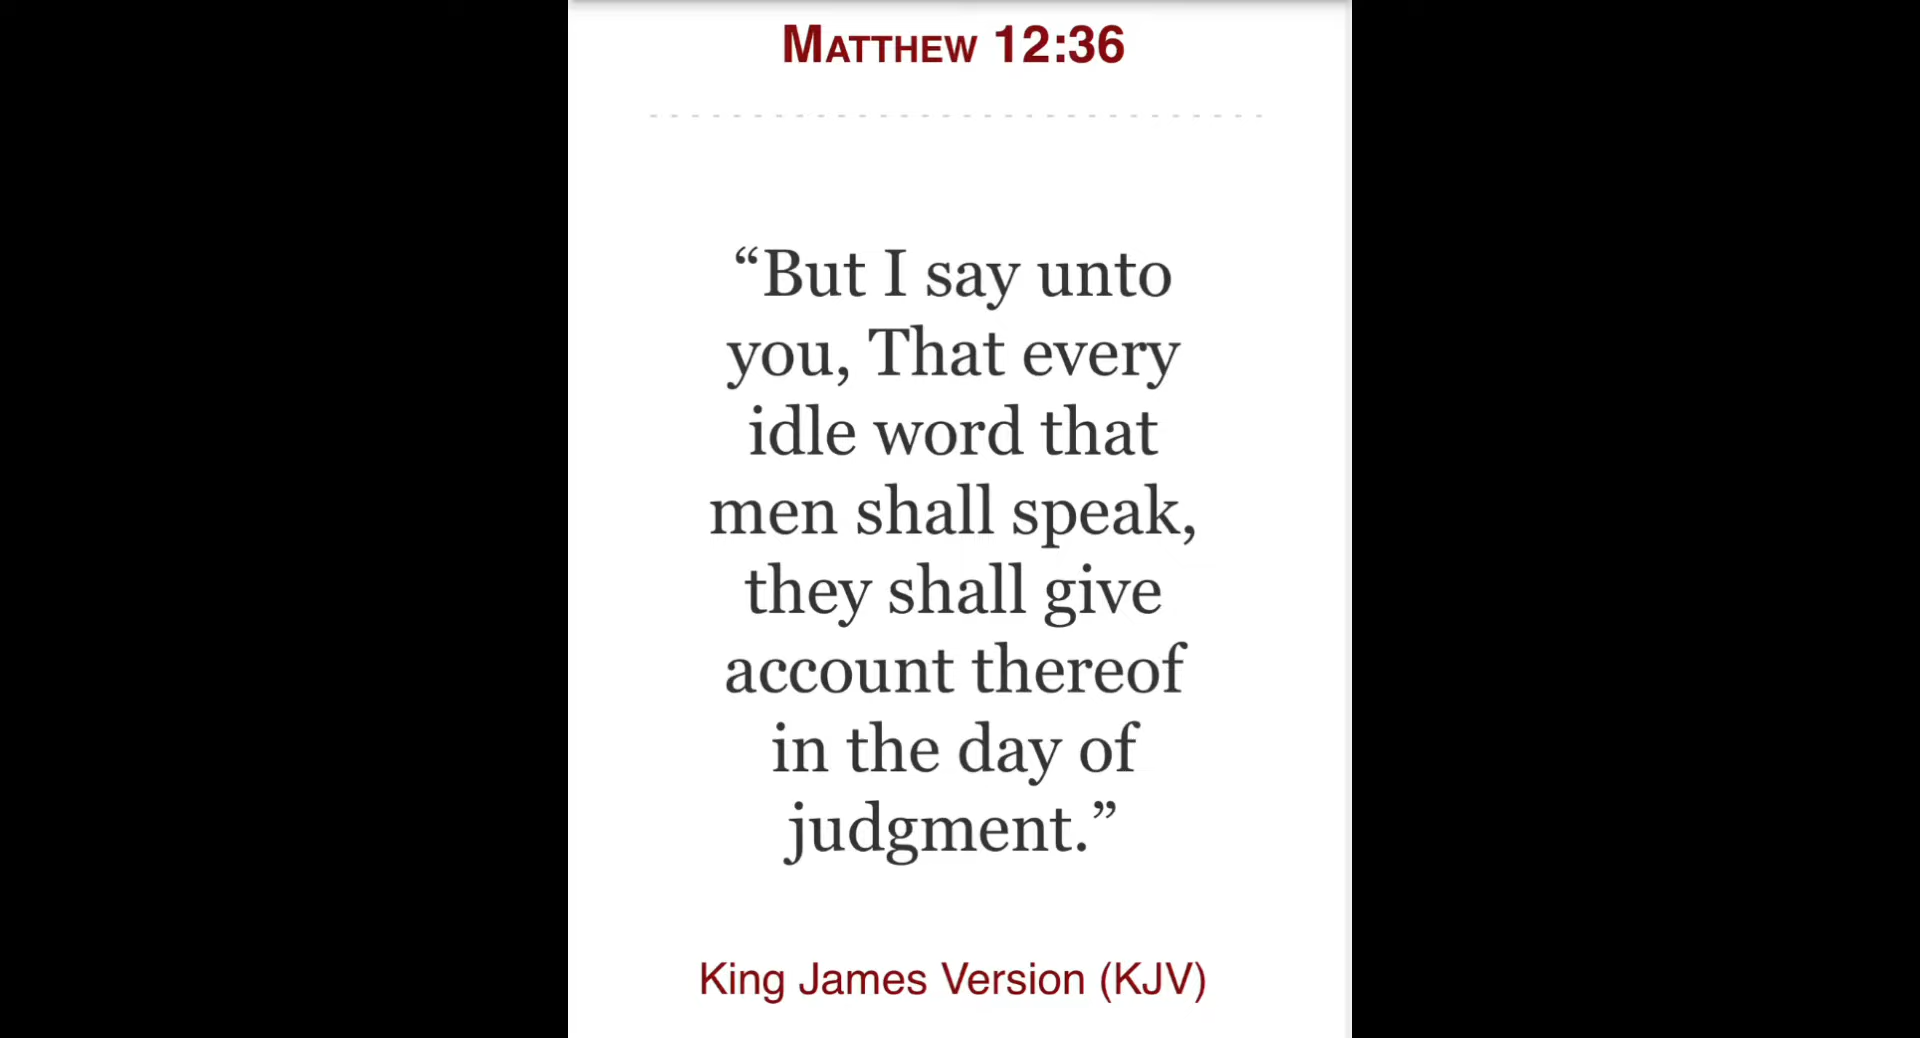 MATTHEW 12:36
“But I say unto
you, That every
idle word that
men shall speak,
they shall give
account thereof
in the day of
judgment.”
King James Version (KJV)